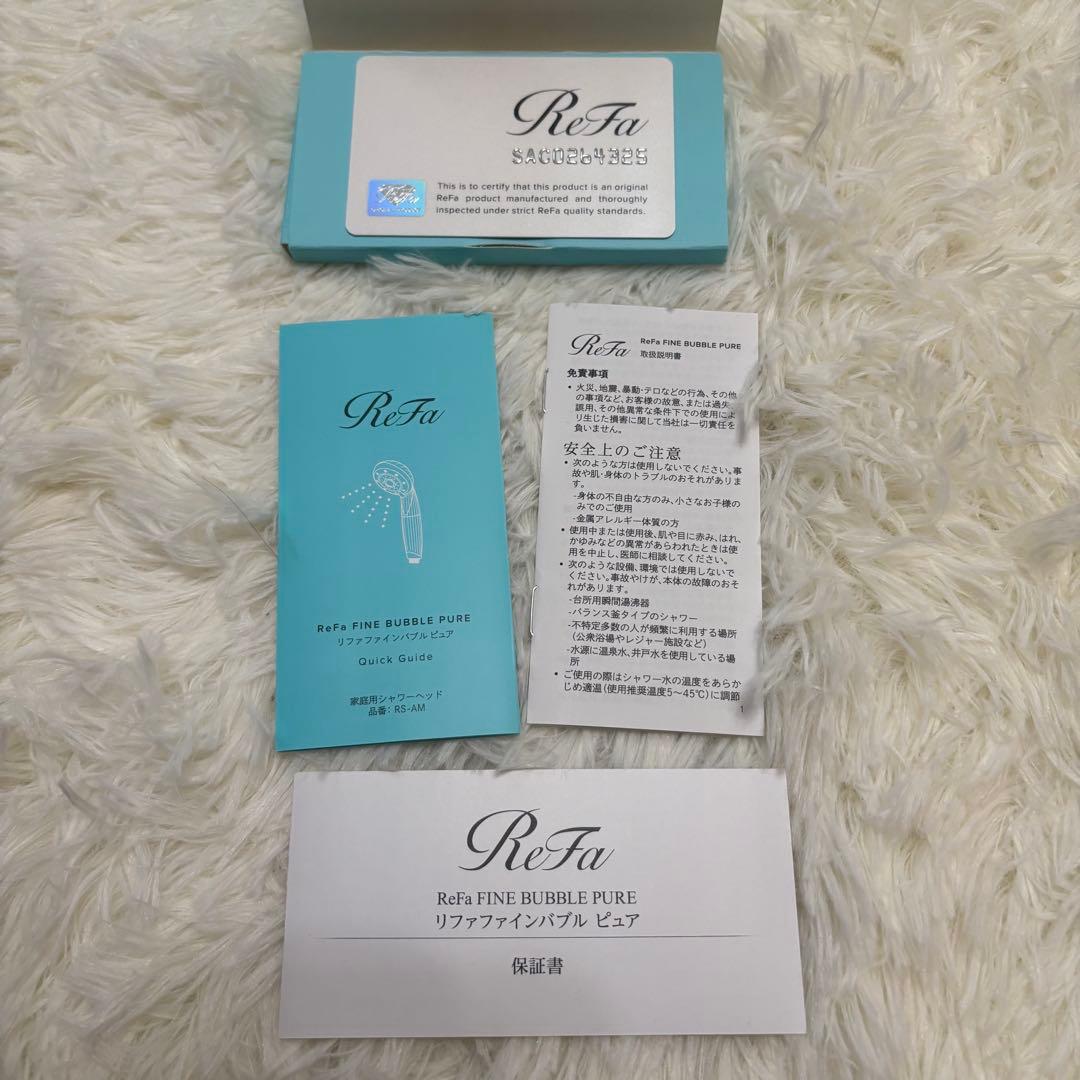 ReFa
SAC0264325
This is to certify that this product is an original
ReFa product manufactured and thoroughly
inspected under strict ReFa quality standards.
ReFa
ReFa FINE BUBBLE PURE
リファファインバブル ピュア
Quick Guide
家庭用シャワーヘッド
品番：RS-AM
ReFa
ReFa FINE BUBBLE PURE
取扱説明書
免責事項
• 火災、地震、暴動・テロなどの行為、その他
の事項など、お客様の故意、または過失、
誤用、その他異常な条件下での使用によ
り生じた損害に関して当社は一切責任を
負いません。
安全上のご注意
• 次のような方は使用しないでください。事
故や肌・身体のトラブルのおそれがありま
す。
-身体の不自由な方のみ、小さなお子様の
みでのご使用
-金属アレルギー体質の方
• 使用中または使用後、肌や目に赤み、はれ、
かゆみなどの異常があらわれたときは使
用を中止し、医師に相談してください。
• 次のような設備、環境では使用しないで
ください。事故やけが、本体の故障のおそ
れがあります。
-台所用瞬間湯沸器
-バランス釜タイプのシャワー
-不特定多数の人が頻繁に利用する場所
(公衆浴場やレジャー施設など)
-水源に温泉水、井戸水を使用している場
所
• ご使用の際はシャワー水の温度をあらか
じめ適温(使用推奨温度5～45℃)に調節
1
ReFa
ReFa FINE BUBBLE PURE
リファファインバブル ピュア
保証書